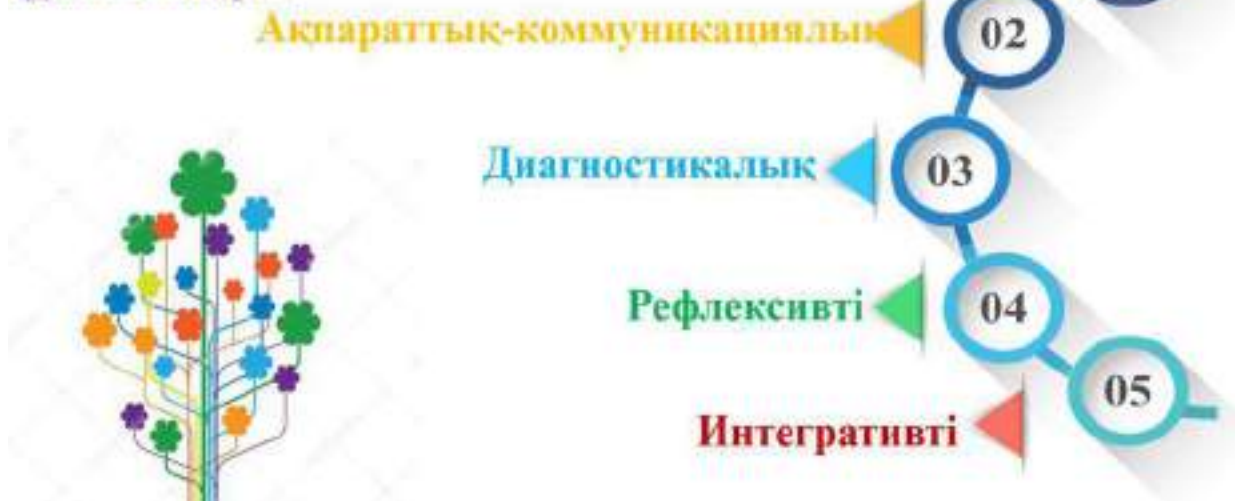 Ақпараттық-коммуникациялық
02
Диагностикалық
03
Рефлексивті
04
05
Интегративті